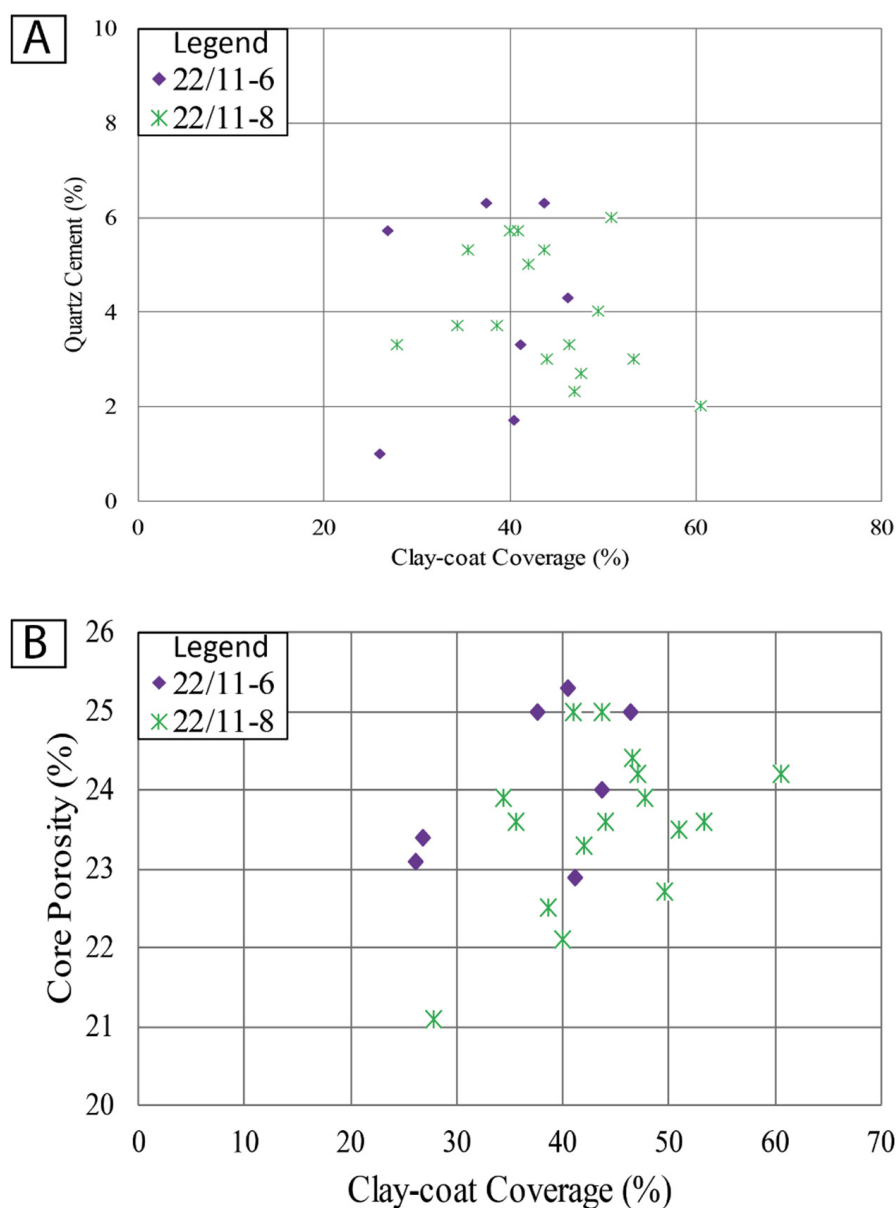 A
Legend
22/11-6
22/11-8
10
8
6
4
2
0
Quartz Cement (%)
0 20 40 60 80
Clay-coat Coverage (%)
B
Legend
22/11-6
22/11-8
26
25
24
23
22
21
20
Core Porosity (%)
0 10 20 30 40 50 60 70
Clay-coat Coverage (%)